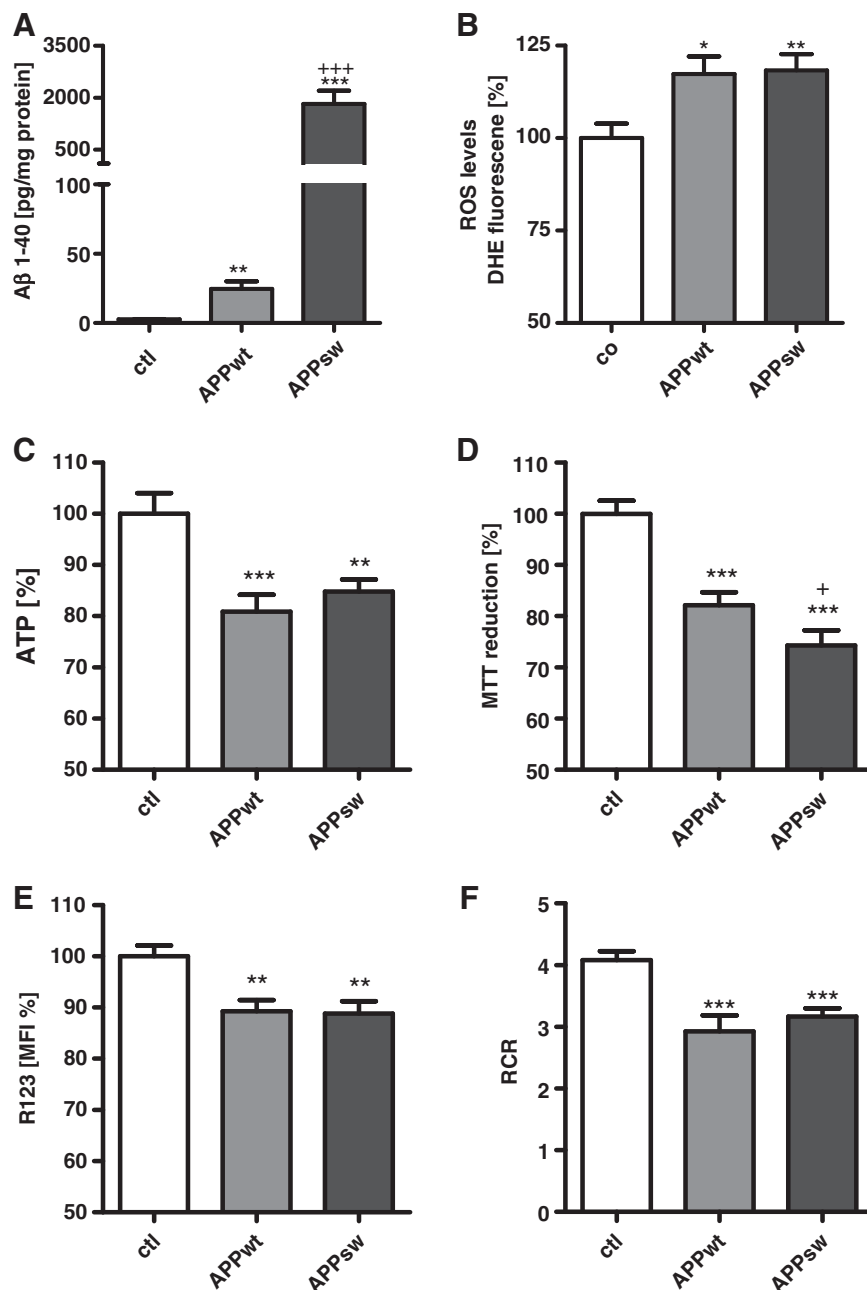 A
Aβ 1-40 [pg/mg protein]
3500
2000
500
100
50
0
**
+++
***
ctl
APPwt
APPsw
B
ROS levels
DHE fluorescene [%]
125
100
75
50
*
**
co
APPwt
APPsw
C
ATP [%]
110
100
90
80
70
60
50
***
**
ctl
APPwt
APPsw
D
MTT reduction [%]
110
100
90
80
70
60
50
***
+
***
ctl
APPwt
APPsw
E
R123 [MFI %]
110
100
90
80
70
60
50
**
**
ctl
APPwt
APPsw
F
RCR
5
4
3
2
1
0
***
***
ctl
APPwt
APPsw